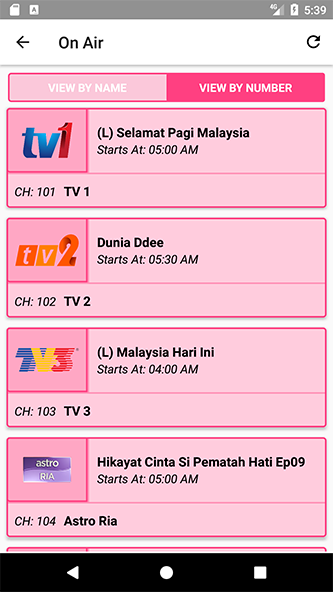 5:39
On Air
VIEW BY NAME
VIEW BY NUMBER
tv1
(L) Selamat Pagi Malaysia
Starts At: 05:00 AM
CH: 101 TV 1
tv2
Dunia Ddee
Starts At: 05:30 AM
CH: 102 TV 2
TV3
(L) Malaysia Hari Ini
Starts At: 04:00 AM
CH: 103 TV 3
astro
RIA
Hikayat Cinta Si Pematah Hati Ep09
Starts At: 05:00 AM
CH: 104 Astro Ria